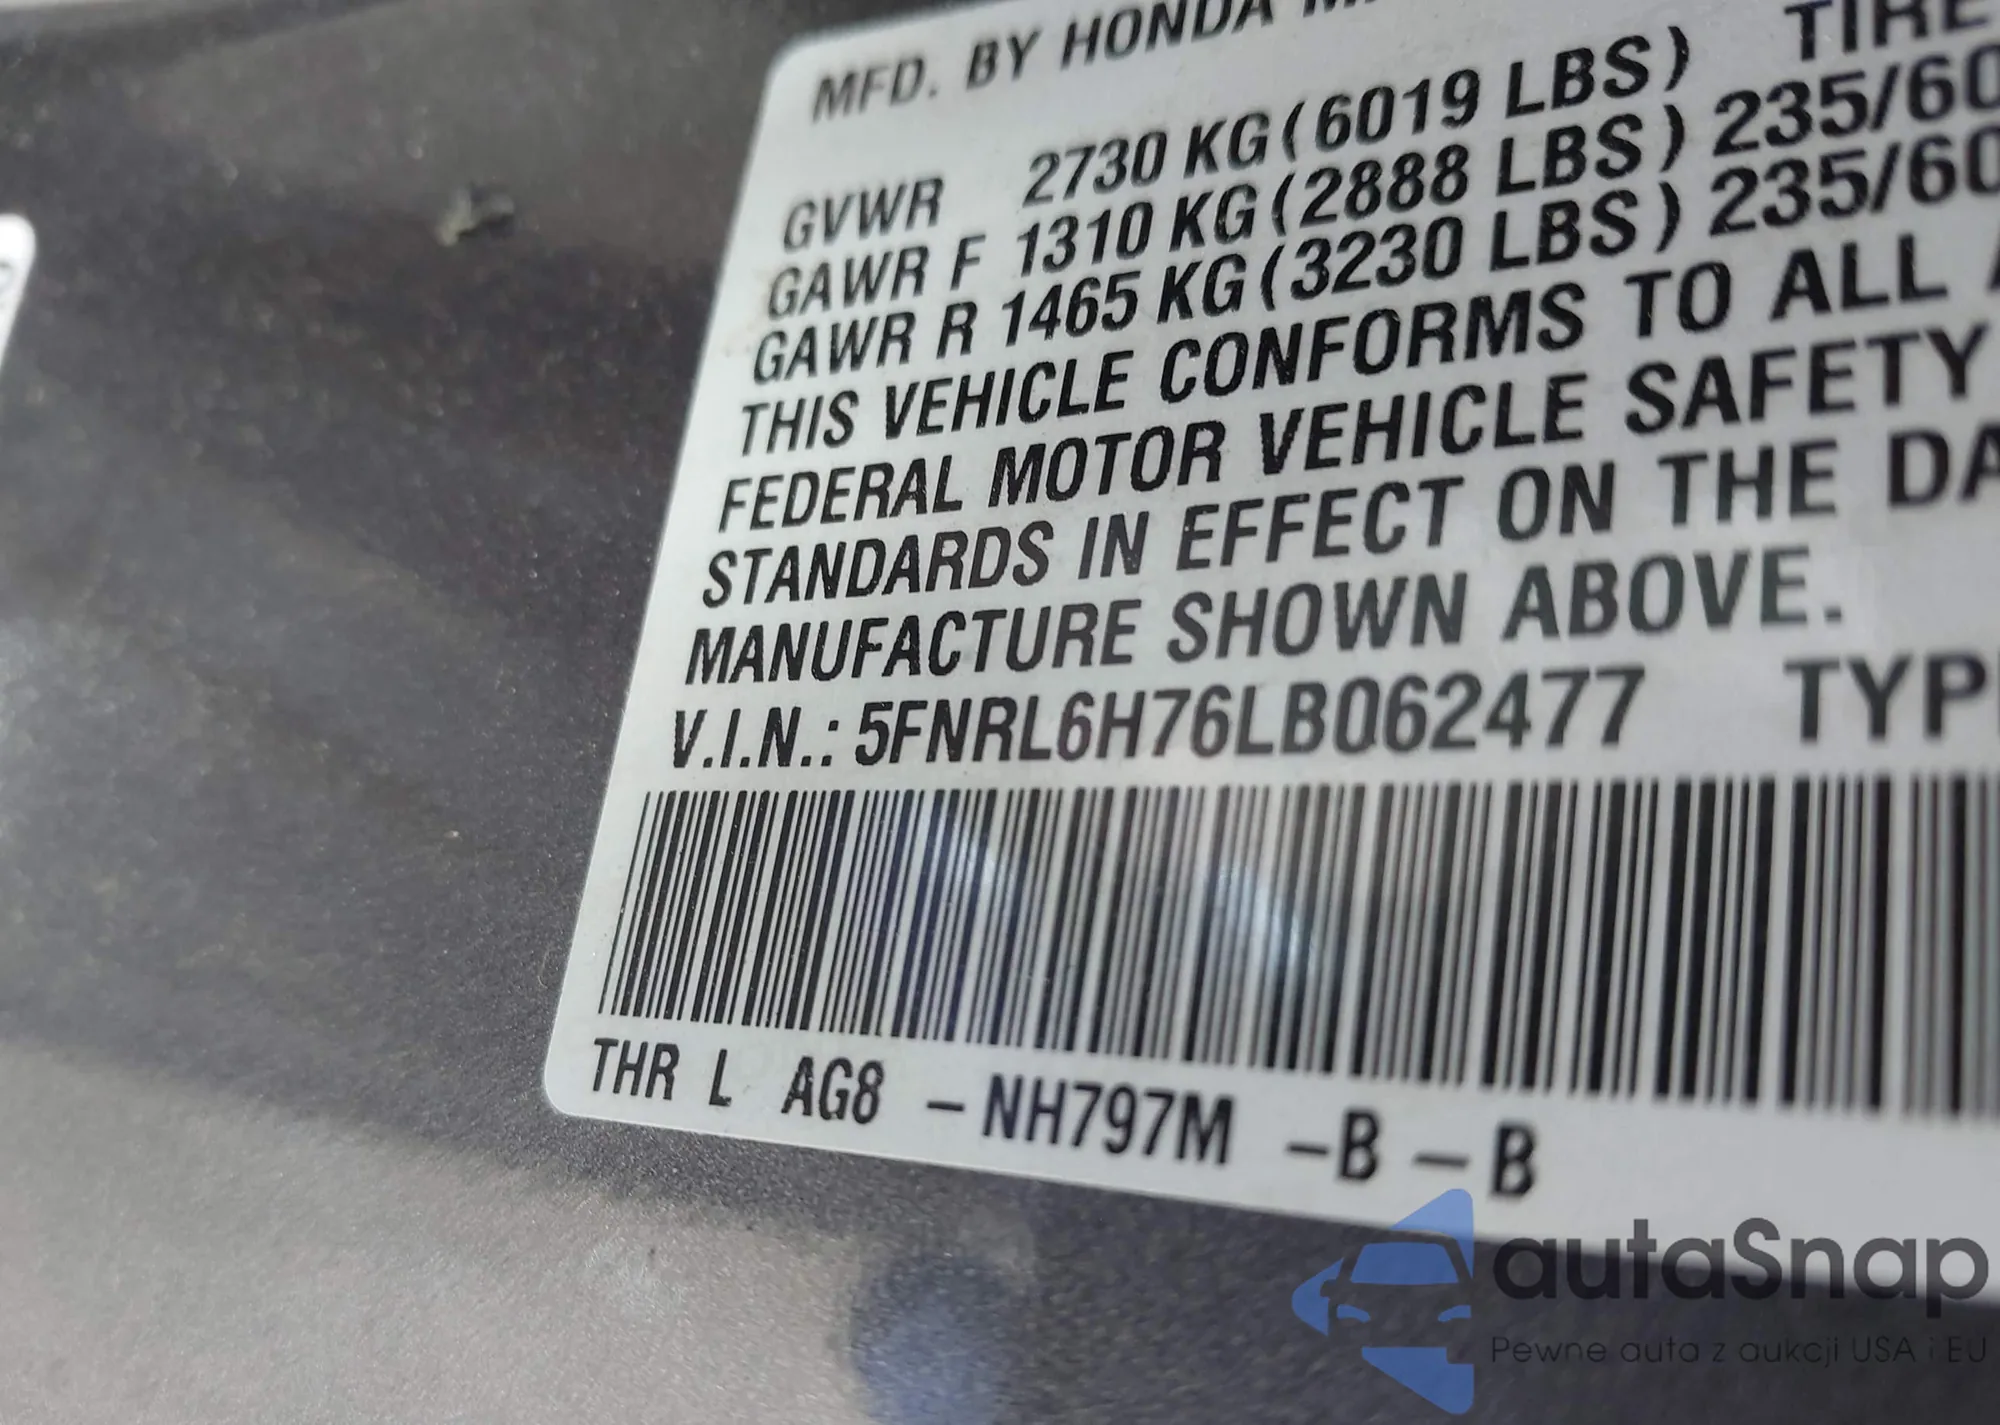 MFD. BY HONDA
GVWR 2730 KG (6019 LBS) TIRE
GAWR F 1310 KG (2888 LBS) 235/60
GAWR R 1465 KG (3230 LBS) 235/60
THIS VEHICLE CONFORMS TO ALL
FEDERAL MOTOR VEHICLE SAFETY
STANDARDS IN EFFECT ON THE DA
MANUFACTURE SHOWN ABOVE.
V.I.N.: 5FNRL6H76LB062477 TYP
THR L AG8 – NH797M – B – B
autaSnap
Pewne auta z aukcji USA i EU